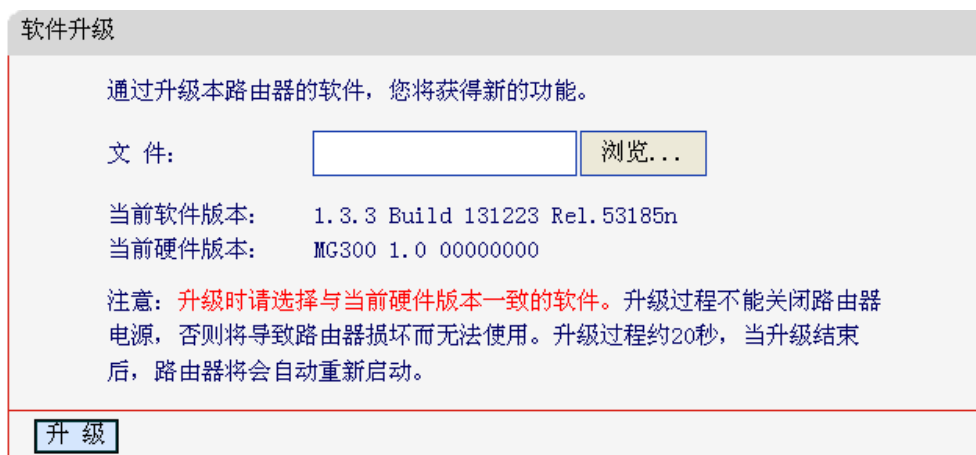 软件升级
通过升级本路由器的软件，您将获得新的功能。
文 件： 浏览...
当前软件版本： 1.3.3 Build 131223 Rel.53185n
当前硬件版本： MG300 1.0 00000000
注意：升级时请选择与当前硬件版本一致的软件。升级过程不能关闭路由器
电源，否则将导致路由器损坏而无法使用。升级过程约20秒，当升级结束
后，路由器将会自动重新启动。
升 级